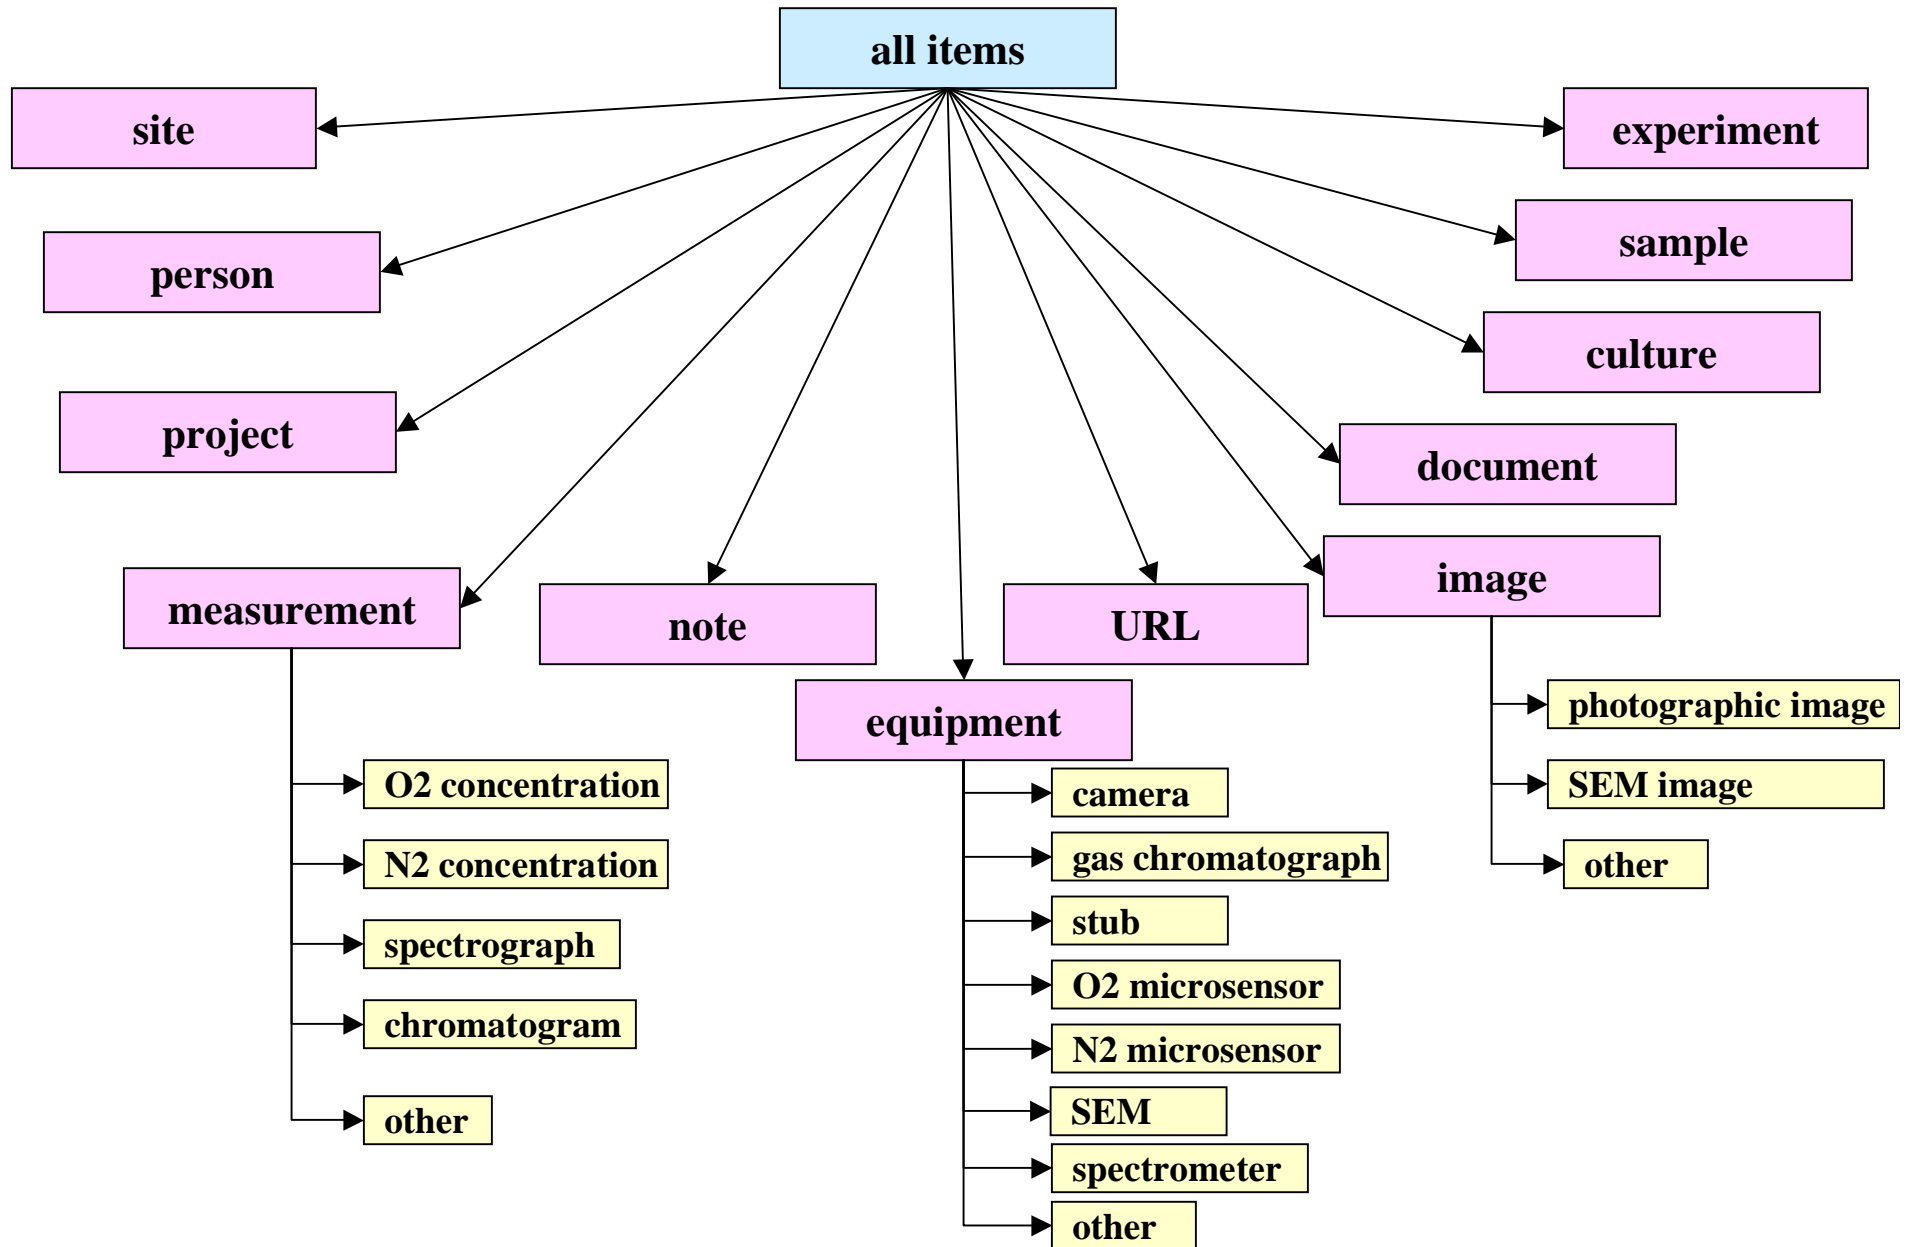 all items
site
experiment
person
sample
project
culture
document
image
measurement
note
URL
equipment
O2 concentration
N2 concentration
spectrograph
chromatogram
other
camera
gas chromatograph
stub
O2 microsensor
N2 microsensor
SEM
spectrometer
other
photographic image
SEM image
other